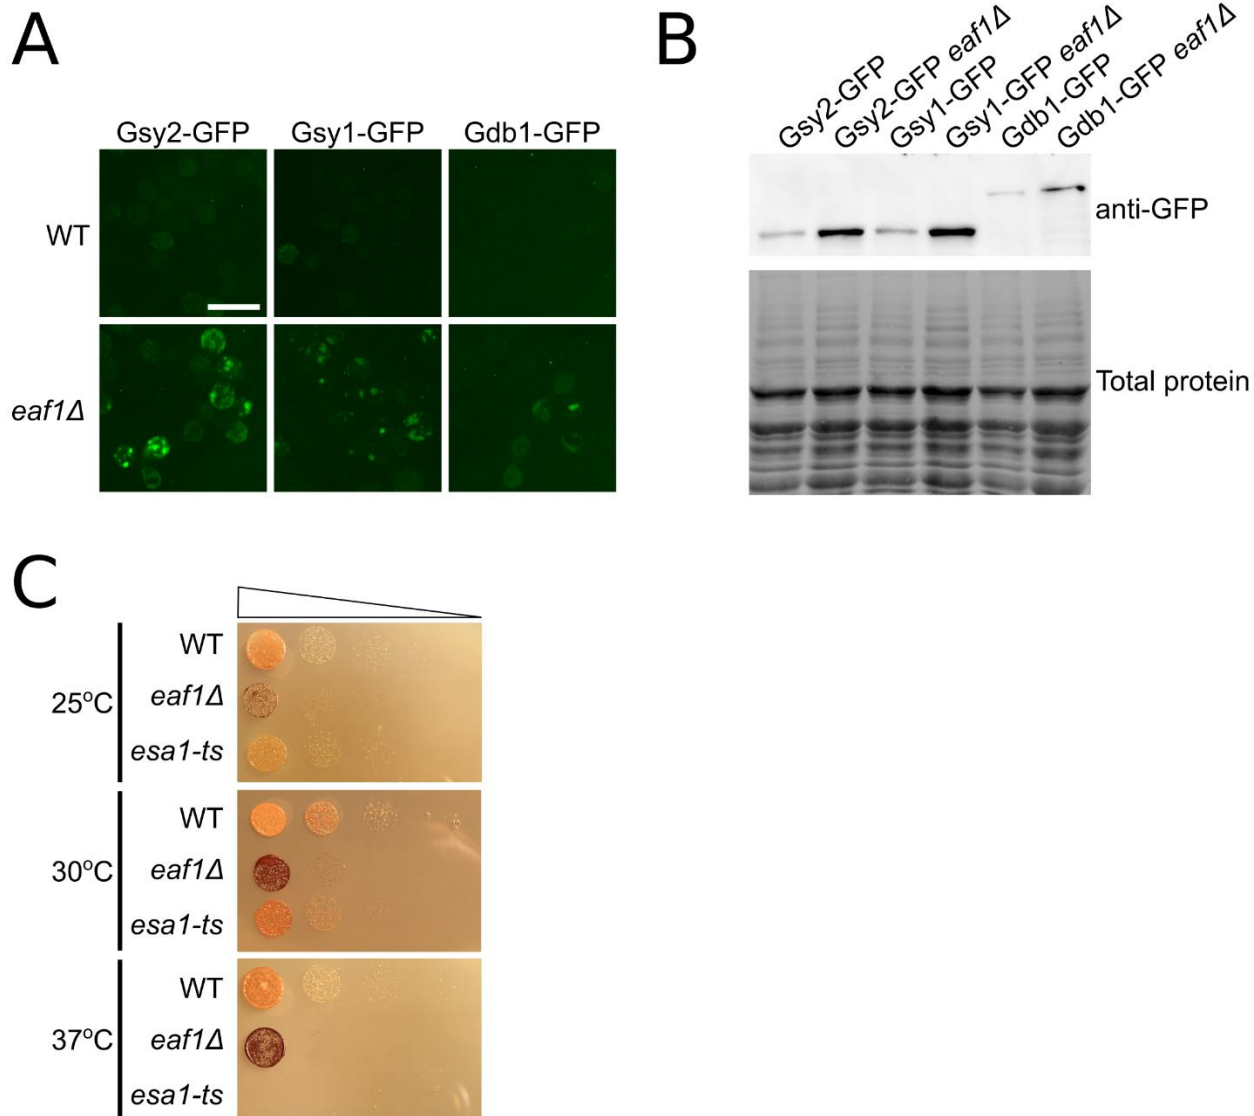 A
Gsy2-GFP Gsy1-GFP Gdb1-GFP
WT
eaf1Δ
B
Gsy2-GFP
Gsy2-GFP eaf1Δ
Gsy1-GFP
Gsy1-GFP eaf1Δ
Gdb1-GFP
Gdb1-GFP eaf1Δ
anti-GFP
Total protein
C
25°C
WT
eaf1Δ
esa1-ts
30°C
WT
eaf1Δ
esa1-ts
37°C
WT
eaf1Δ
esa1-ts